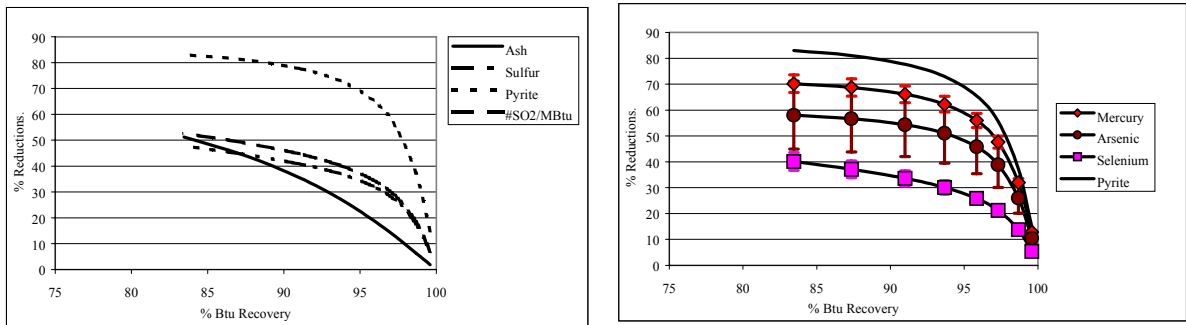 % Reductions.
90
80
70
60
50
40
30
20
10
0
75 80 85 90 95 100
% Btu Recovery
Ash
Sulfur
Pyrite
#SO2/MBtu
% Reductions.
90
80
70
60
50
40
30
20
10
0
75 80 85 90 95 100
% Btu Recovery
Mercury
Arsenic
Selenium
Pyrite